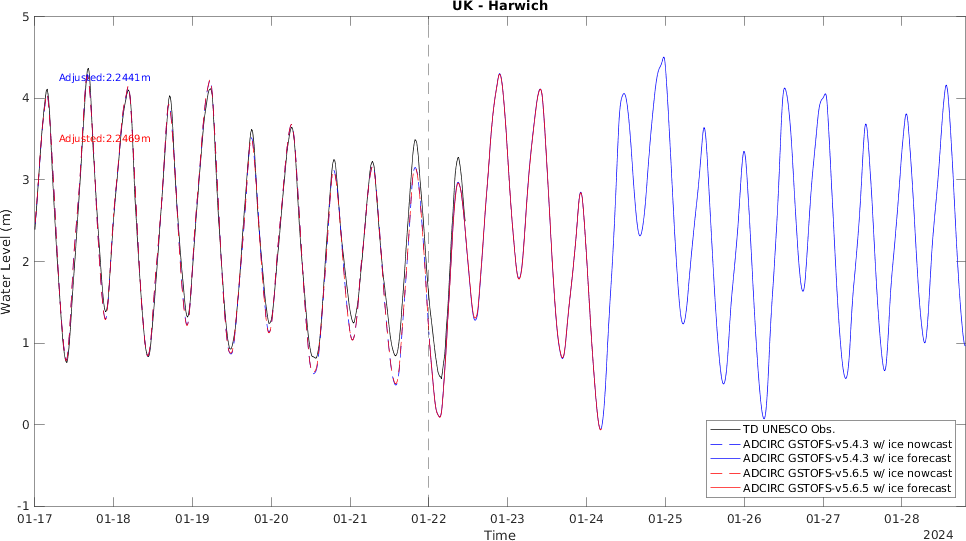 UK - Harwich
5
4
3
2
1
0
-1
Water Level (m)
Adjusted:2.2441m
Adjusted:2.2469m
TD UNESCO Obs.
ADCIRC GSTOFS-v5.4.3 w/ ice nowcast
ADCIRC GSTOFS-v5.4.3 w/ ice forecast
ADCIRC GSTOFS-v5.6.5 w/ ice nowcast
ADCIRC GSTOFS-v5.6.5 w/ ice forecast
01-17 01-18 01-19 01-20 01-21 01-22 01-23 01-24 01-25 01-26 01-27 01-28
Time
2024